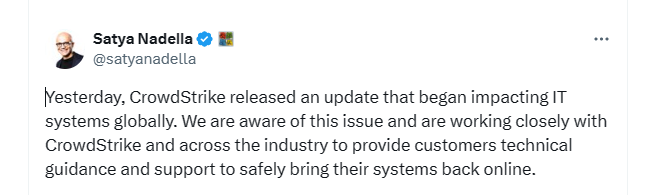 Satya Nadella
@satyanadella
Yesterday, CrowdStrike released an update that began impacting IT
systems globally. We are aware of this issue and are working closely with
CrowdStrike and across the industry to provide customers technical
guidance and support to safely bring their systems back online.